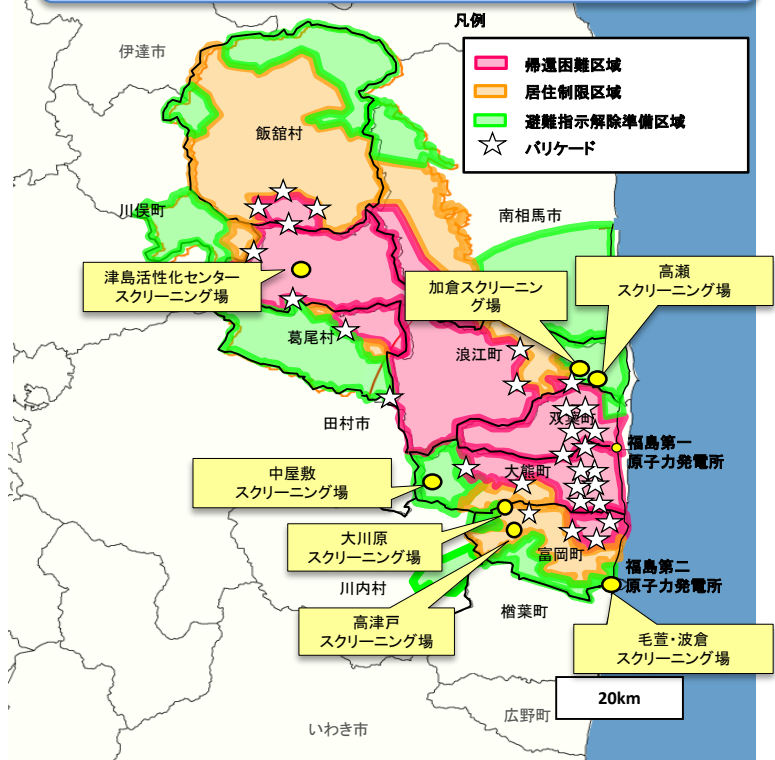 凡例
伊達市
帰還困難区域
居住制限区域
避難指示解除準備区域
バリケード
飯舘村
川俣町
南相馬市
津島活性化センター
スクリーニング場
加倉スクリーニン
グ場
高瀬
スクリーニング場
葛尾村
浪江町
田村市
双葉町
福島第一
原子力発電所
中屋敷
スクリーニング場
大熊町
大川原
スクリーニング場
富岡町
福島第二
原子力発電所
川内村
楢葉町
高津戸
スクリーニング場
毛萱・波倉
スクリーニング場
20km
広野町
いわき市